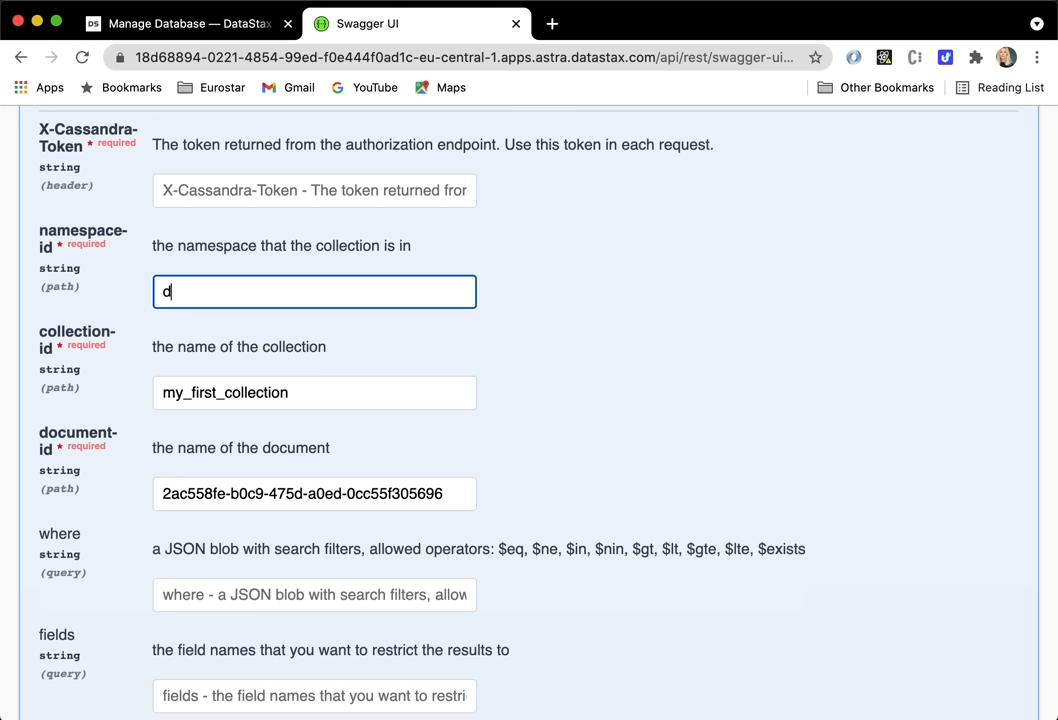 DS Manage Database — DataStax
Swagger UI
18d68894-0221-4854-99ed-f0e444f0ad1c-eu-central-1.apps.astra.datastax.com/api/rest/swagger-ui...
Apps Bookmarks Eurostar Gmail YouTube Maps Other Bookmarks Reading List
X-Cassandra-
Token * required
string
(header)
The token returned from the authorization endpoint. Use this token in each request.
X-Cassandra-Token - The token returned fror
namespace-
id * required
string
(path)
the namespace that the collection is in
d
collection-
id * required
string
(path)
the name of the collection
my_first_collection
document-
id * required
string
(path)
the name of the document
2ac558fe-b0c9-475d-a0ed-0cc55f305696
where
string
(query)
a JSON blob with search filters, allowed operators: $eq, $ne, $in, $nin, $gt, $lt, $gte, $lte, $exists
where - a JSON blob with search filters, allow
fields
string
(query)
the field names that you want to restrict the results to
fields - the field names that you want to restri